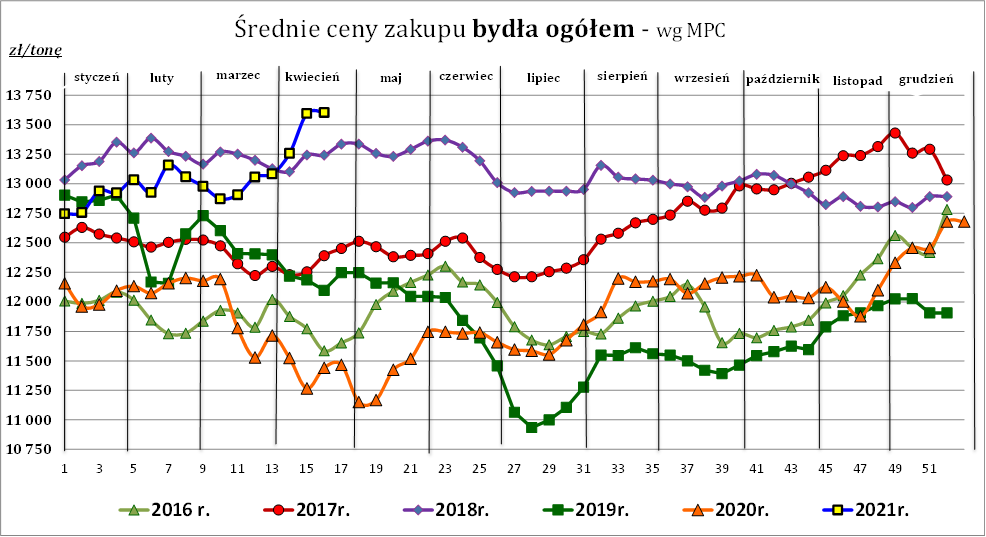 Średnie ceny zakupu bydła ogółem - wg MPC
zł/tonę
styczeń luty marzec kwiecień maj czerwiec lipiec sierpień wrzesień październik listopad grudzień
13 750
13 500
13 250
13 000
12 750
12 500
12 250
12 000
11 750
11 500
11 250
11 000
10 750
1 3 5 7 9 11 13 15 17 19 21 23 25 27 29 31 33 35 37 39 41 43 45 47 49 51
2016 r. 2017r. 2018r. 2019r. 2020r. 2021r.